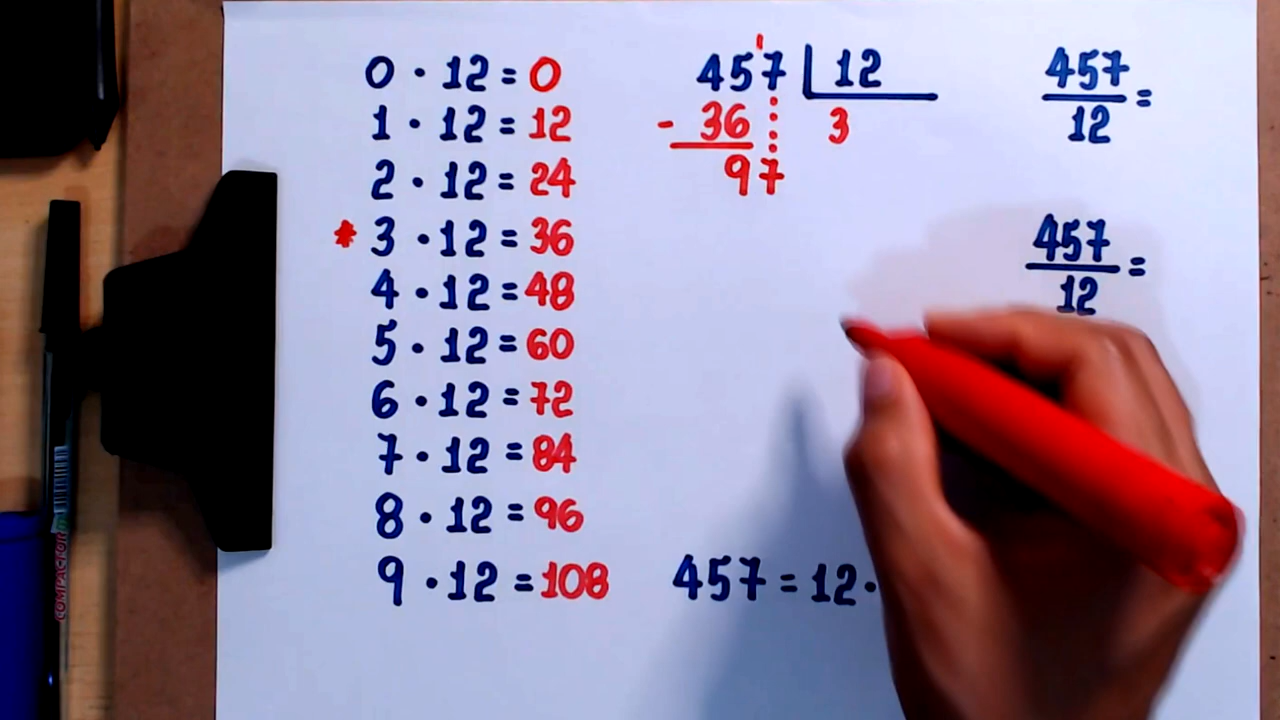 0 · 12 = 0
1 · 12 = 12
2 · 12 = 24
* 3 · 12 = 36
4 · 12 = 48
5 · 12 = 60
6 · 12 = 72
7 · 12 = 84
8 · 12 = 96
9 · 12 = 108
'
457 | 12
- 36 3
97
457
12 =
457
12 =
457 = 12 ·
COMPACTOR